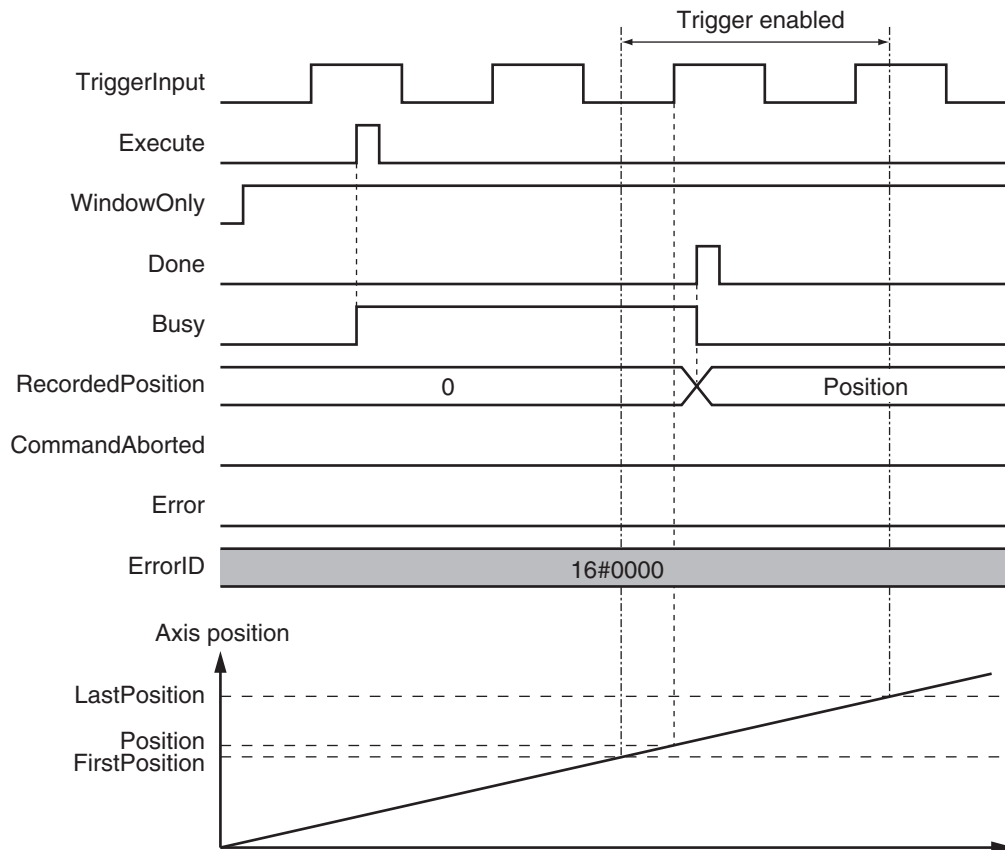 Trigger enabled
TriggerInput
Execute
WindowOnly
Done
Busy
RecordedPosition
0
Position
CommandAborted
Error
ErrorID
16#0000
Axis position
LastPosition
Position
FirstPosition